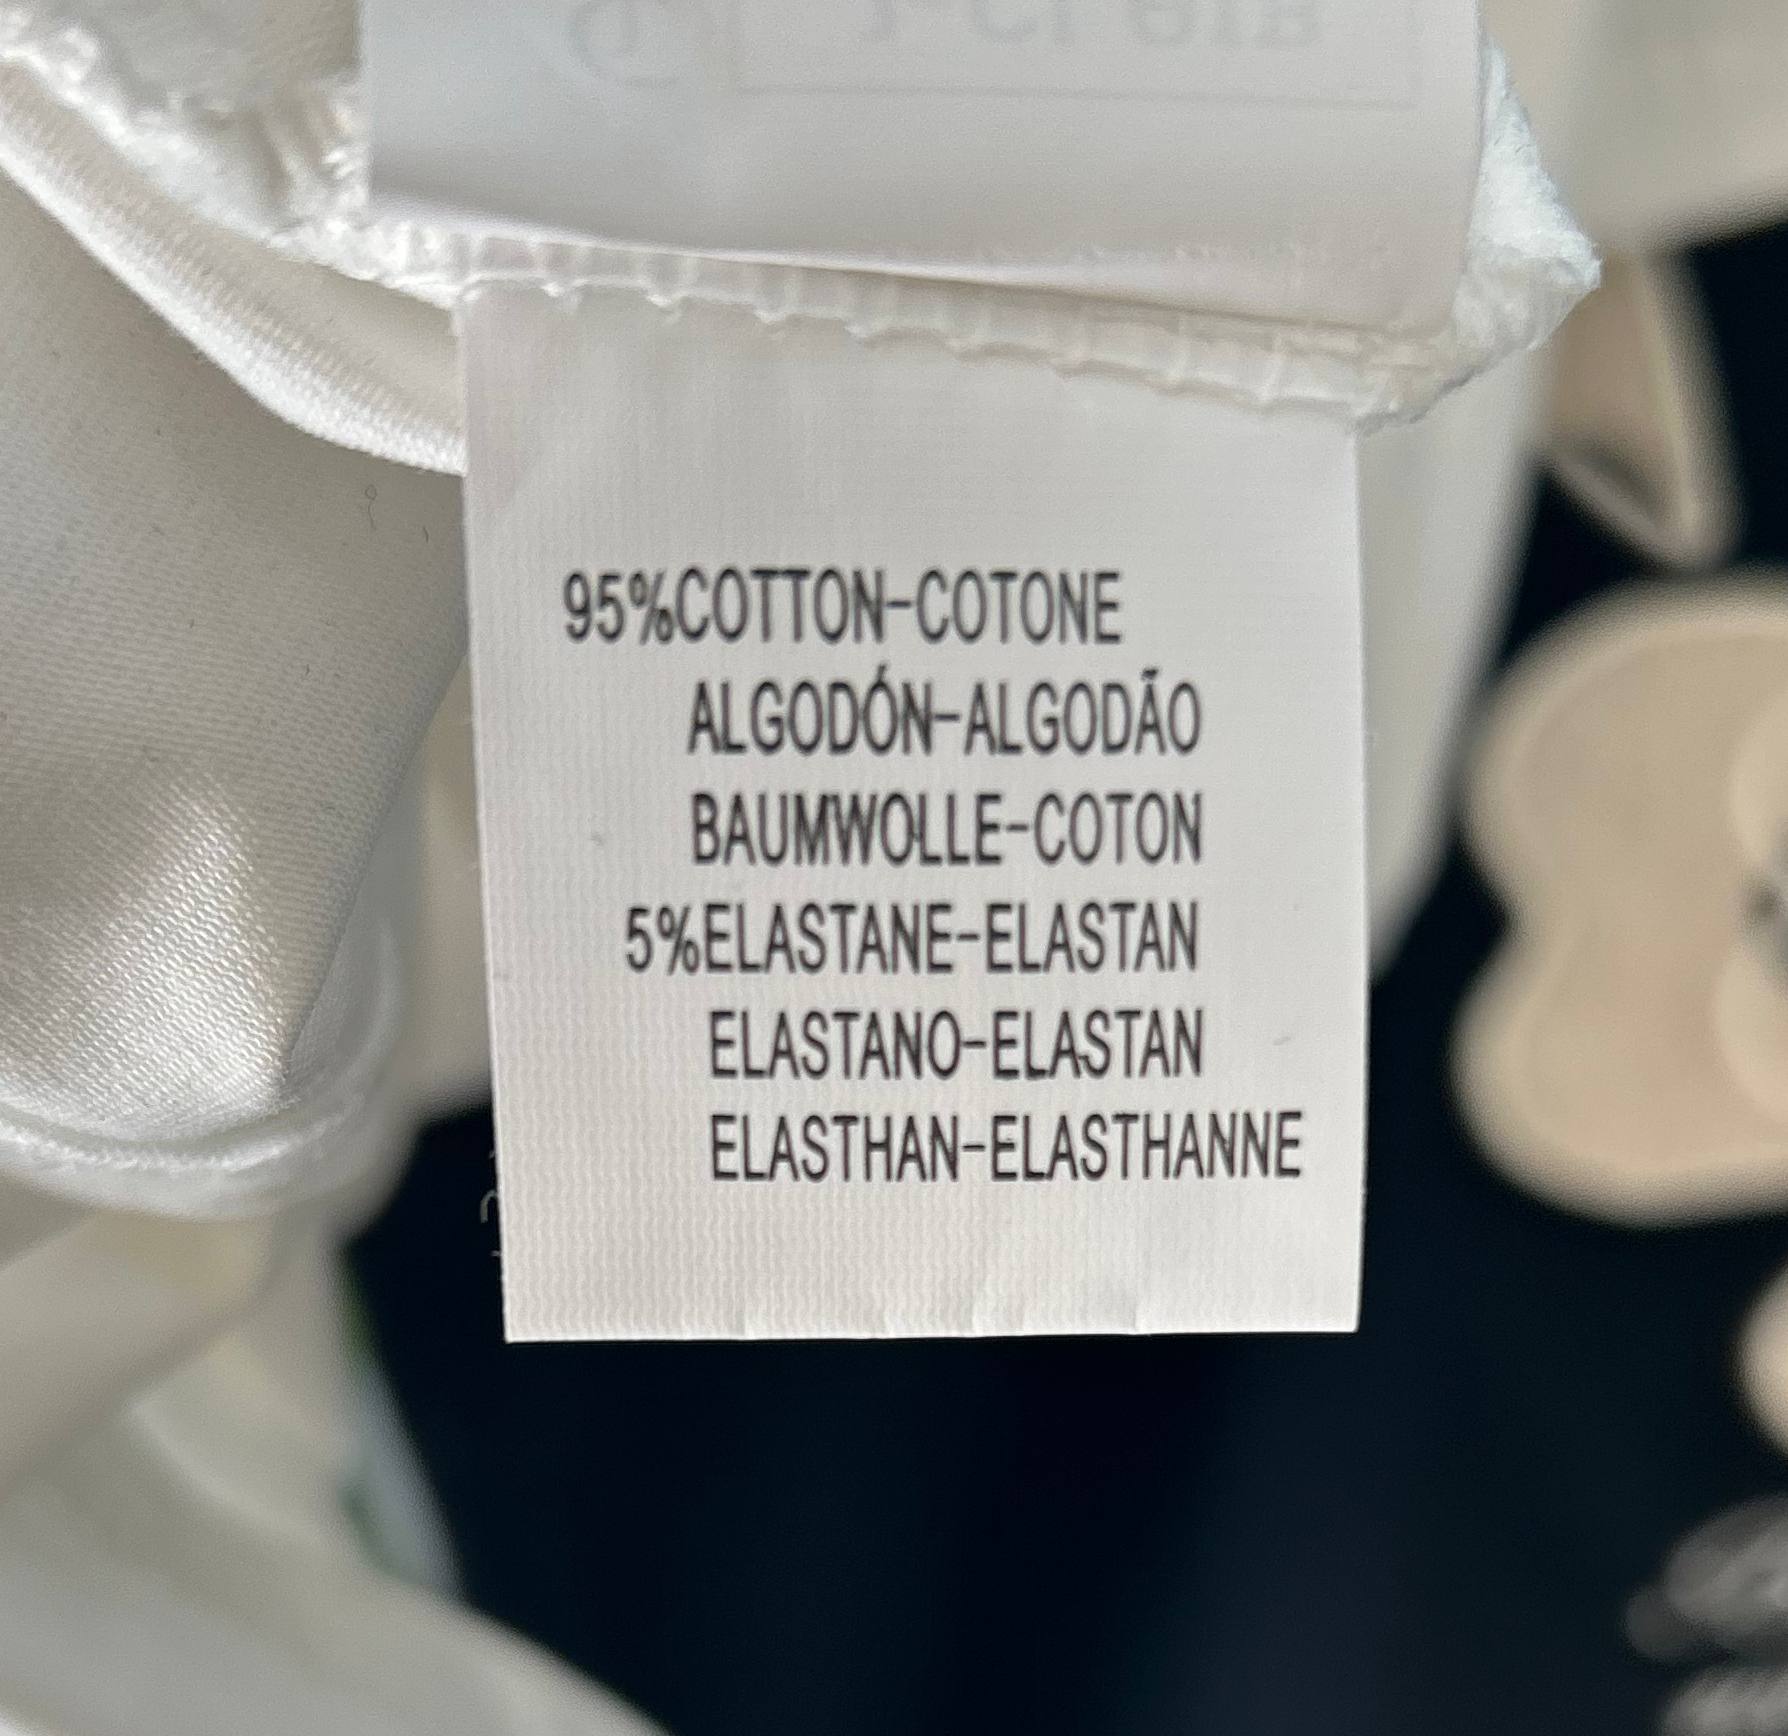 95%COTTON-COTONE
ALGODÓN-ALGODÃO
BAUMWOLLE-COTON
5%ELASTANE-ELASTAN
ELASTANO-ELASTAN
ELASTHAN-ELASTHANNE